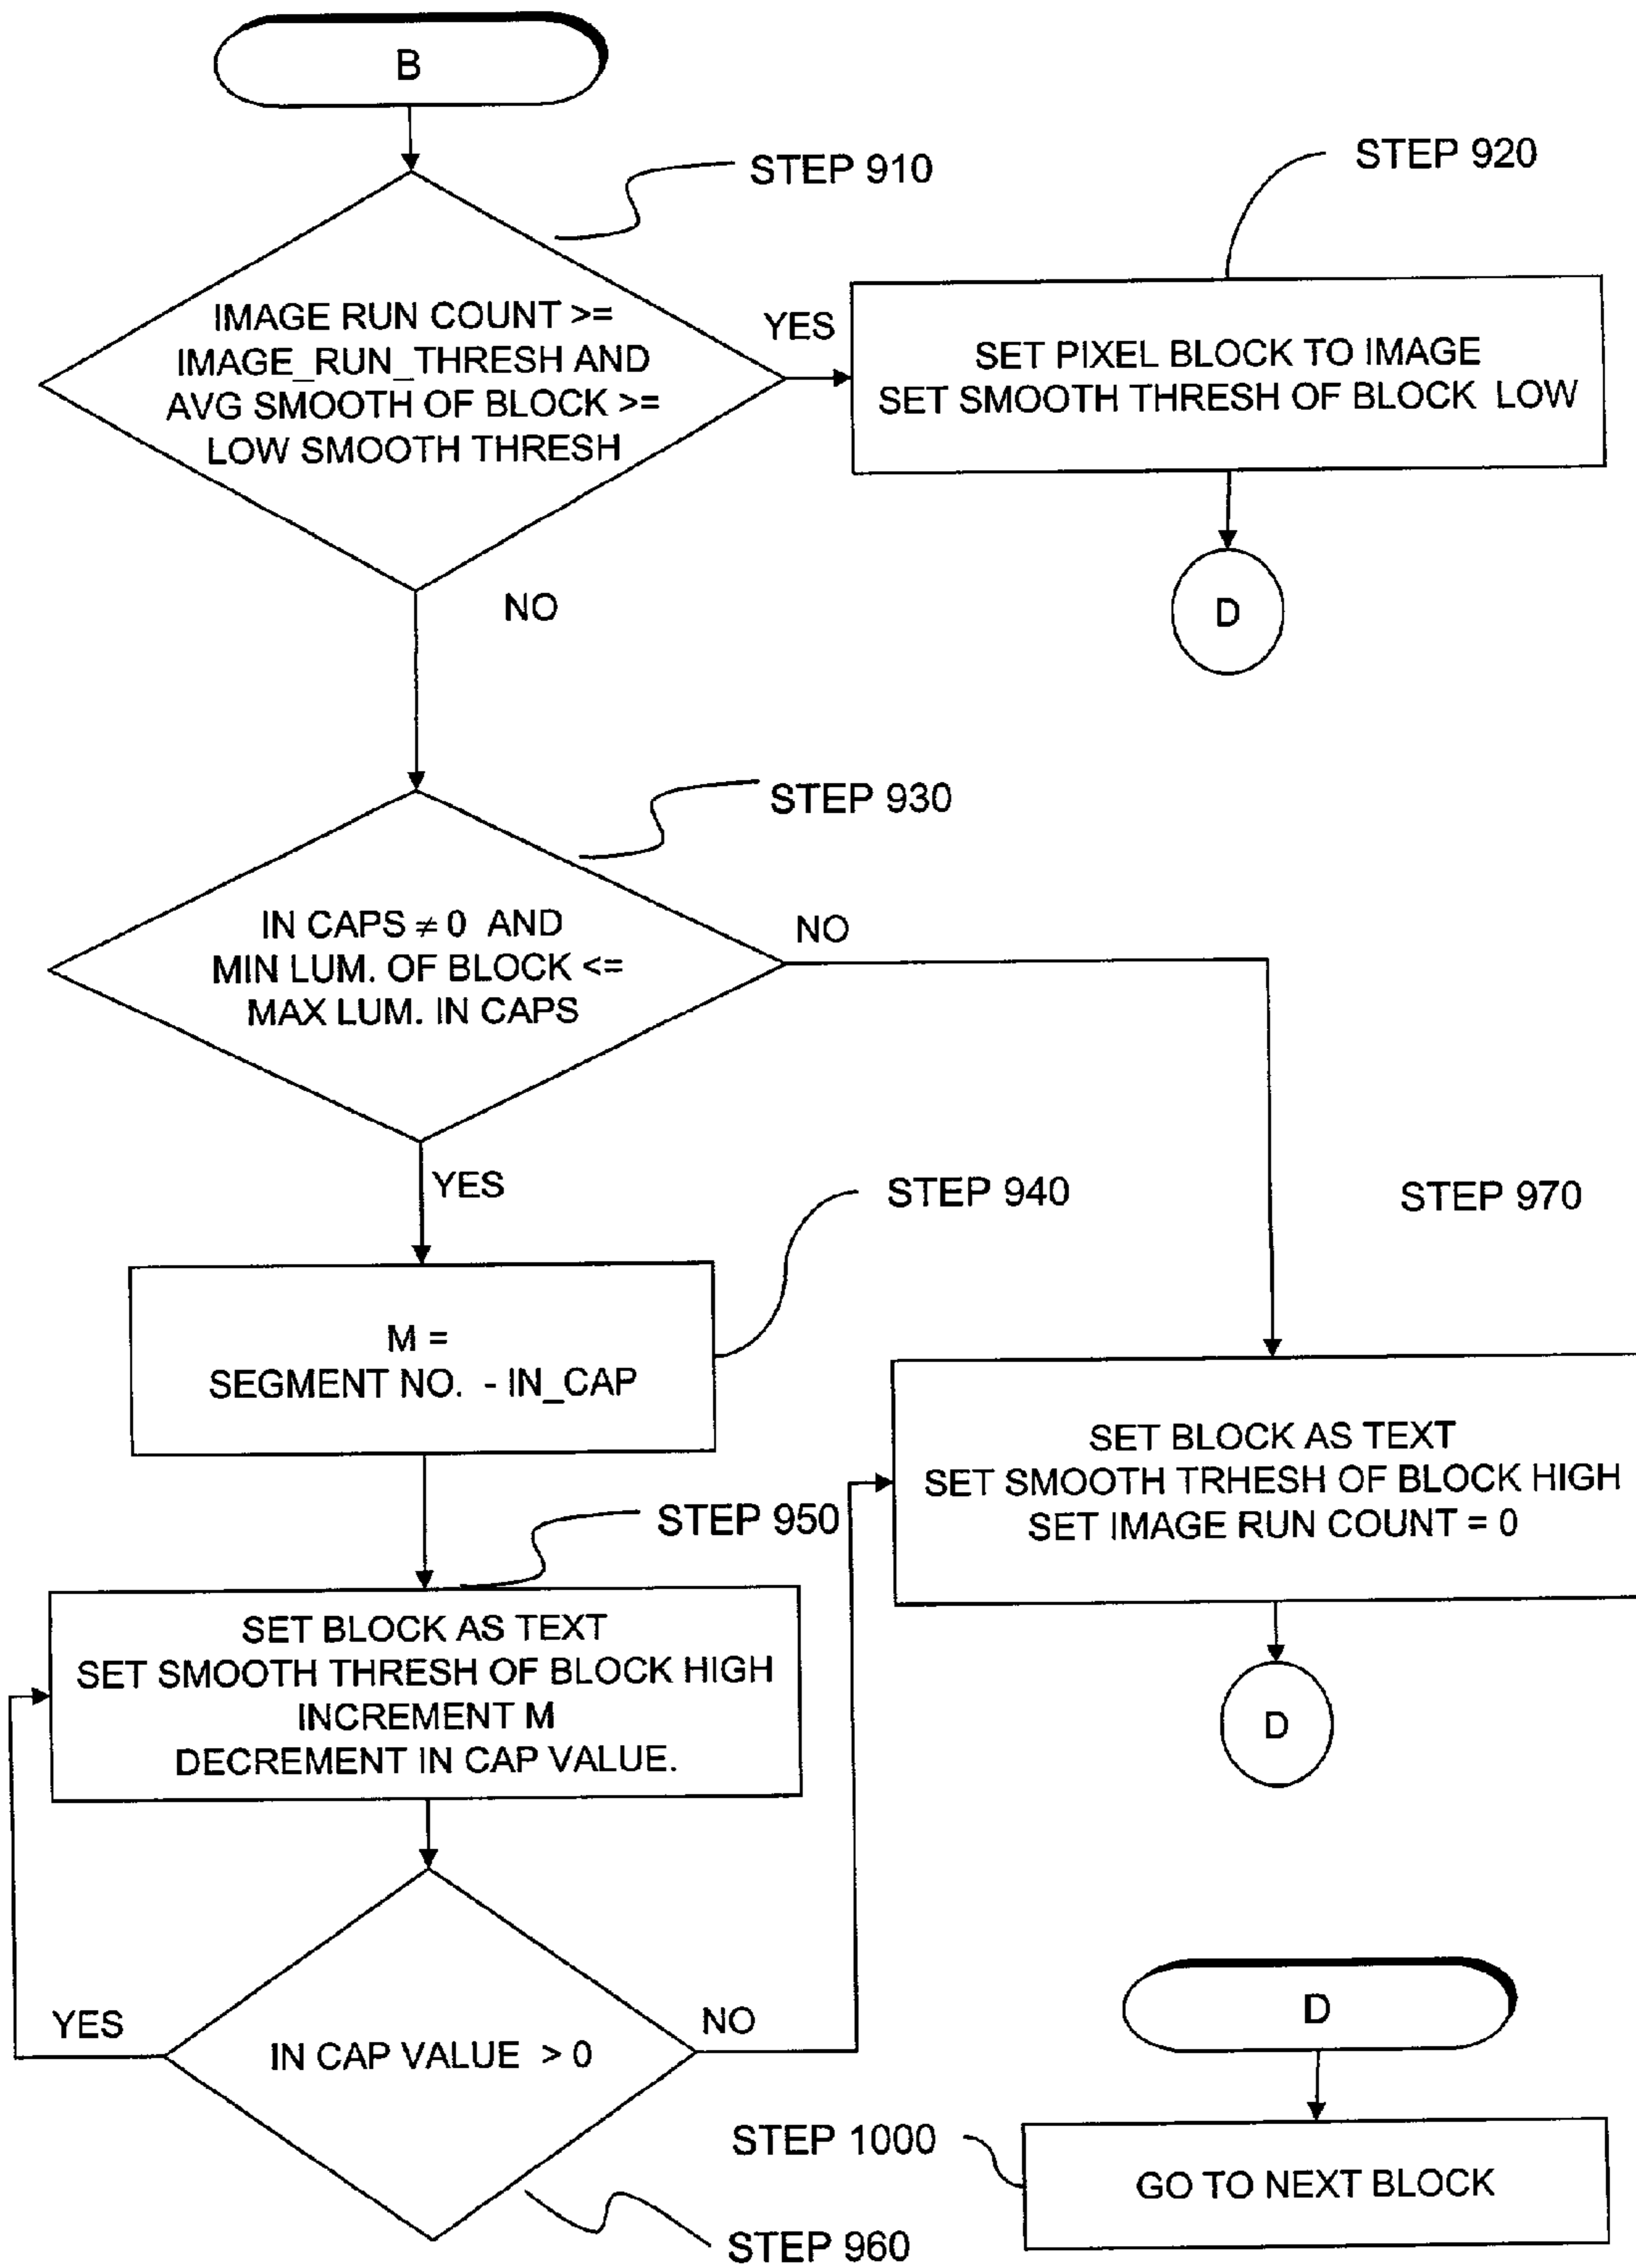 B
STEP 910
STEP 920
IMAGE RUN COUNT >=
IMAGE_RUN_THRESH AND
AVG SMOOTH OF BLOCK >=
LOW SMOOTH THRESH
YES
SET PIXEL BLOCK TO IMAGE
SET SMOOTH THRESH OF BLOCK LOW
NO
D
STEP 930
IN CAPS ≠ 0 AND
MIN LUM. OF BLOCK <=
MAX LUM. IN CAPS
NO
YES
STEP 940
STEP 970
M =
SEGMENT NO. - IN_CAP
SET BLOCK AS TEXT
SET SMOOTH TRHESH OF BLOCK HIGH
SET IMAGE RUN COUNT = 0
STEP 950
SET BLOCK AS TEXT
SET SMOOTH THRESH OF BLOCK HIGH
INCREMENT M
DECREMENT IN CAP VALUE.
D
YES
IN CAP VALUE > 0
NO
D
STEP 1000
GO TO NEXT BLOCK
STEP 960